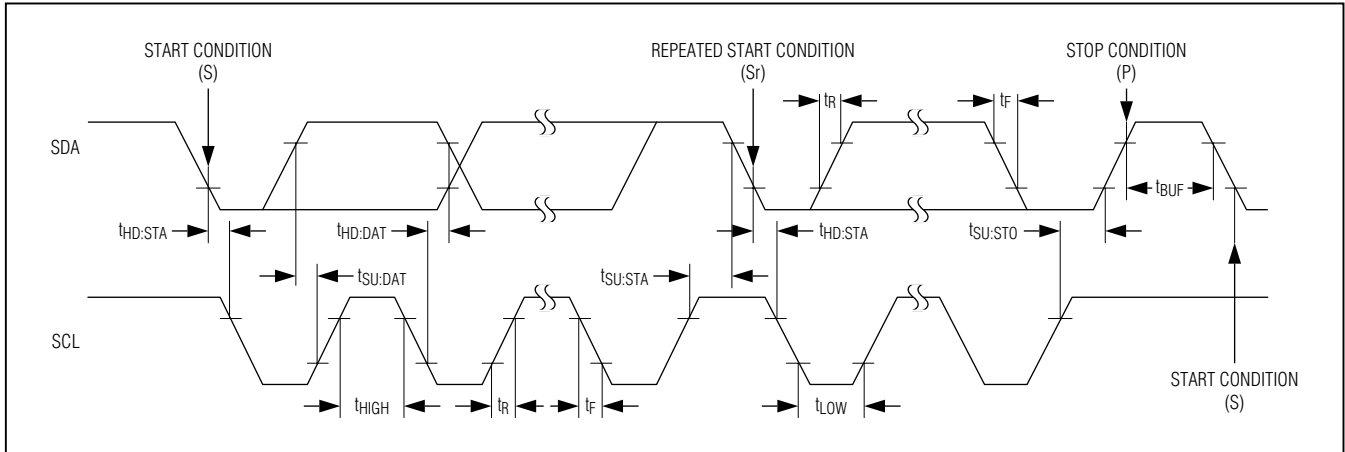 START CONDITION
(S)
REPEATED START CONDITION
(Sr)
STOP CONDITION
(P)
tR
tF
SDA
tBUF
tHD:STA
tHD:DAT
tHD:STA
tSU:STO
tSU:DAT
tSU:STA
SCL
START CONDITION
(S)
tHIGH
tR
tF
tLOW